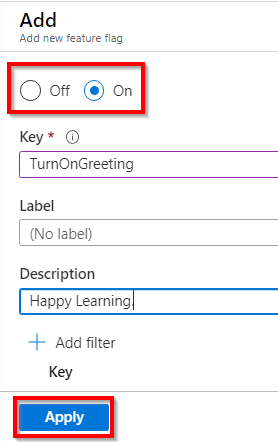 Add
Add new feature flag
Off On
Key * i
TurnOnGreeting
Label
(No label)
Description
Happy Learning.
+ Add filter
Key
Apply